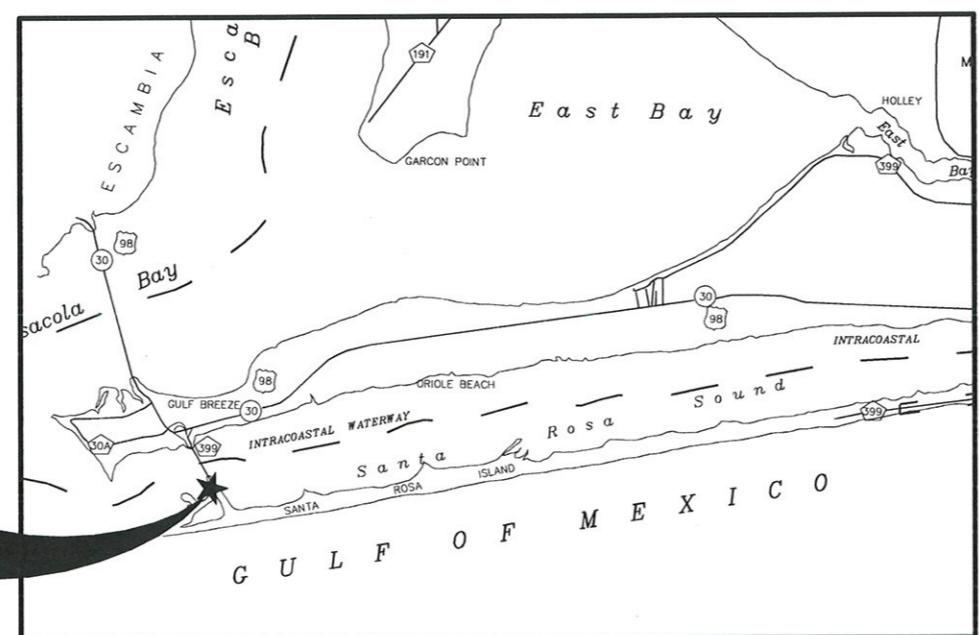 ESCAMBIA
Esca
B
191
GARCON POINT
East Bay
HOLLEY
M
East
Bay
399
98
30
Bay
sacola
30
98
INTRACOASTAL
98
GULF BREEZE
30
ORIOLE BEACH
30A
399
INTRACOASTAL WATERWAY
Santa Rosa Sound
399
SANTA ROSA ISLAND
GULF OF MEXICO